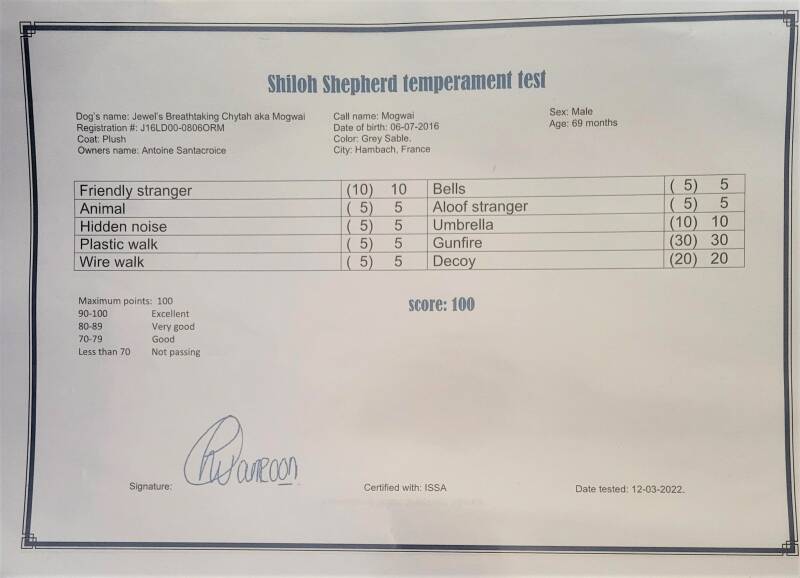 Shiloh Shepherd temperament test
Dog's name: Jewel's Breathtaking Chytah aka Mogwai Call name: Mogwai Sex: Male
Registration #: J16LD00-0806ORM Date of birth: 06-07-2016 Age: 69 months
Coat: Plush Color: Grey Sable.
Owners name: Antoine Santacroice City: Hambach, France
Friendly stranger (10) 10 Bells ( 5) 5
Animal ( 5) 5 Aloof stranger ( 5) 5
Hidden noise ( 5) 5 Umbrella (10) 10
Plastic walk ( 5) 5 Gunfire (30) 30
Wire walk ( 5) 5 Decoy (20) 20
Maximum points: 100 score: 100
90-100 Excellent
80-89 Very good
70-79 Good
Less than 70 Not passing
Signature: Certified with: ISSA Date tested: 12-03-2022.